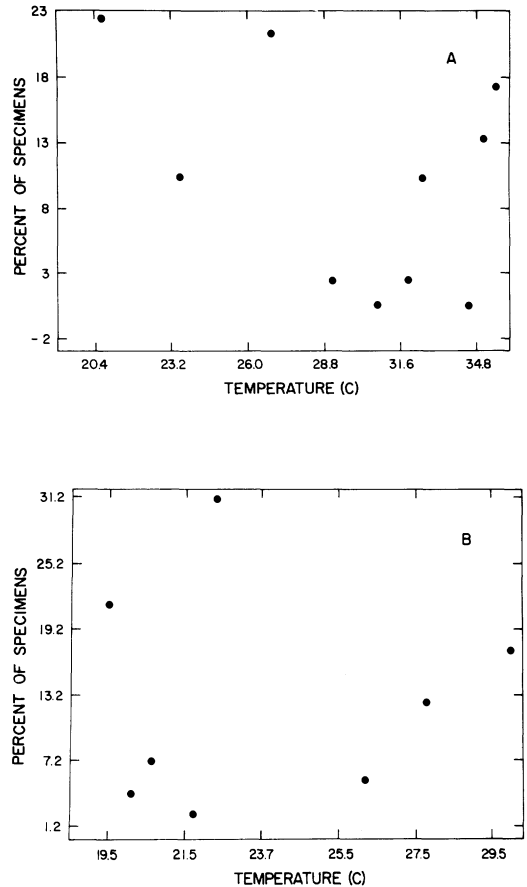 23
A
18
13
8
3
- 2
PERCENT OF SPECIMENS
20.4 23.2 26.0 28.8 31.6 34.8
TEMPERATURE (C)
31.2
B
25.2
19.2
13.2
7.2
1.2
PERCENT OF SPECIMENS
19.5 21.5 23.7 25.5 27.5 29.5
TEMPERATURE (C)